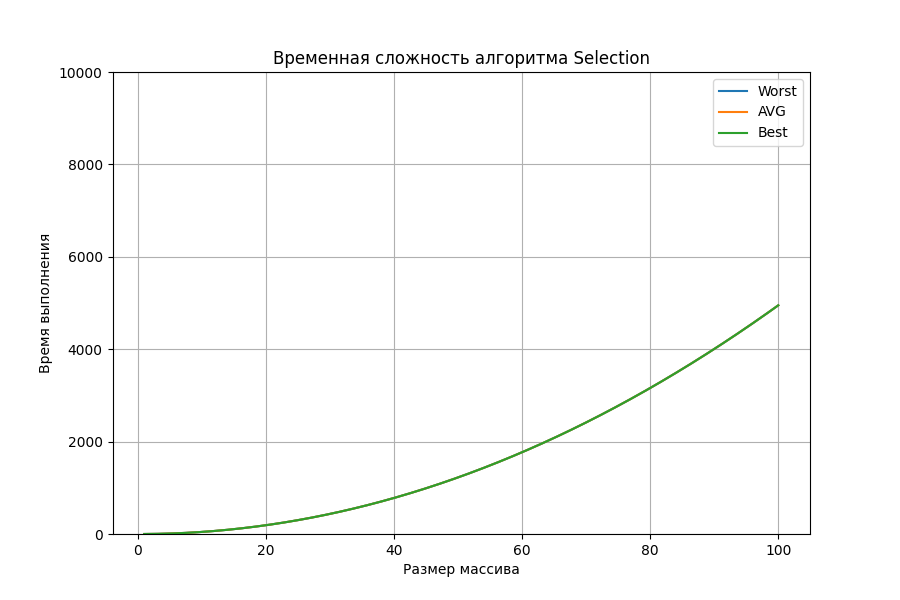 Временная сложность алгоритма Selection
10000
8000
6000
4000
2000
0
Время выполнения
Worst
AVG
Best
0 20 40 60 80 100
Размер массива